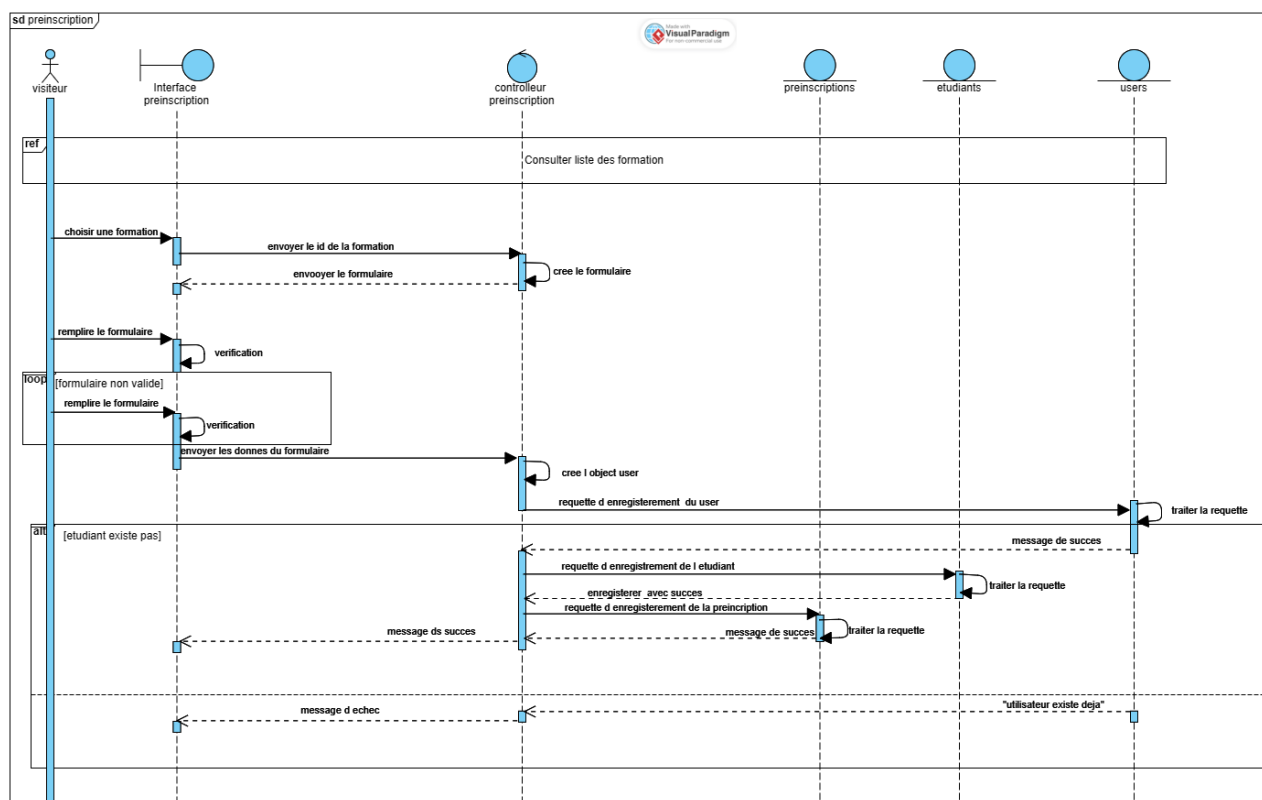 sd preinscription
Made with
Visual Paradigm
For non-commercial use
visiteur
Interface
preinscription
controlleur
preinscription
preinscriptions
etudiants
users
ref
Consulter liste des formation
choisir une formation
envoyer le id de la formation
cree le formulaire
envooyer le formulaire
remplire le formulaire
verification
loop
[formulaire non valide]
remplire le formulaire
verification
envoyer les donnes du formulaire
cree l object user
requette d enregisterement du user
traiter la requette
alt
[etudiant existe pas]
message de succes
requette d enregistrement de l etudiant
traiter la requette
enregisterer avec succes
requette d enregisterement de la preincription
traiter la requette
message de succes
message ds succes
"utilisateur existe deja"
message d echec